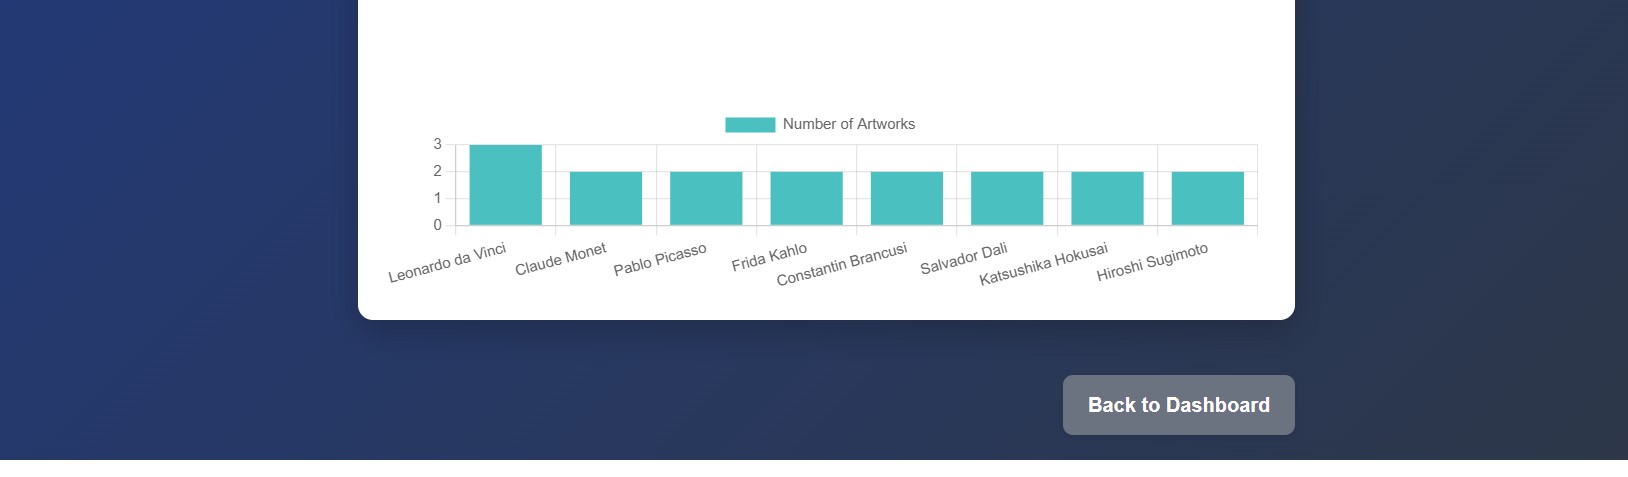 Number of Artworks
3
2
1
0
Leonardo da Vinci
Claude Monet
Pablo Picasso
Frida Kahlo
Constantin Brancusi
Salvador Dali
Katsushika Hokusai
Hiroshi Sugimoto
Back to Dashboard